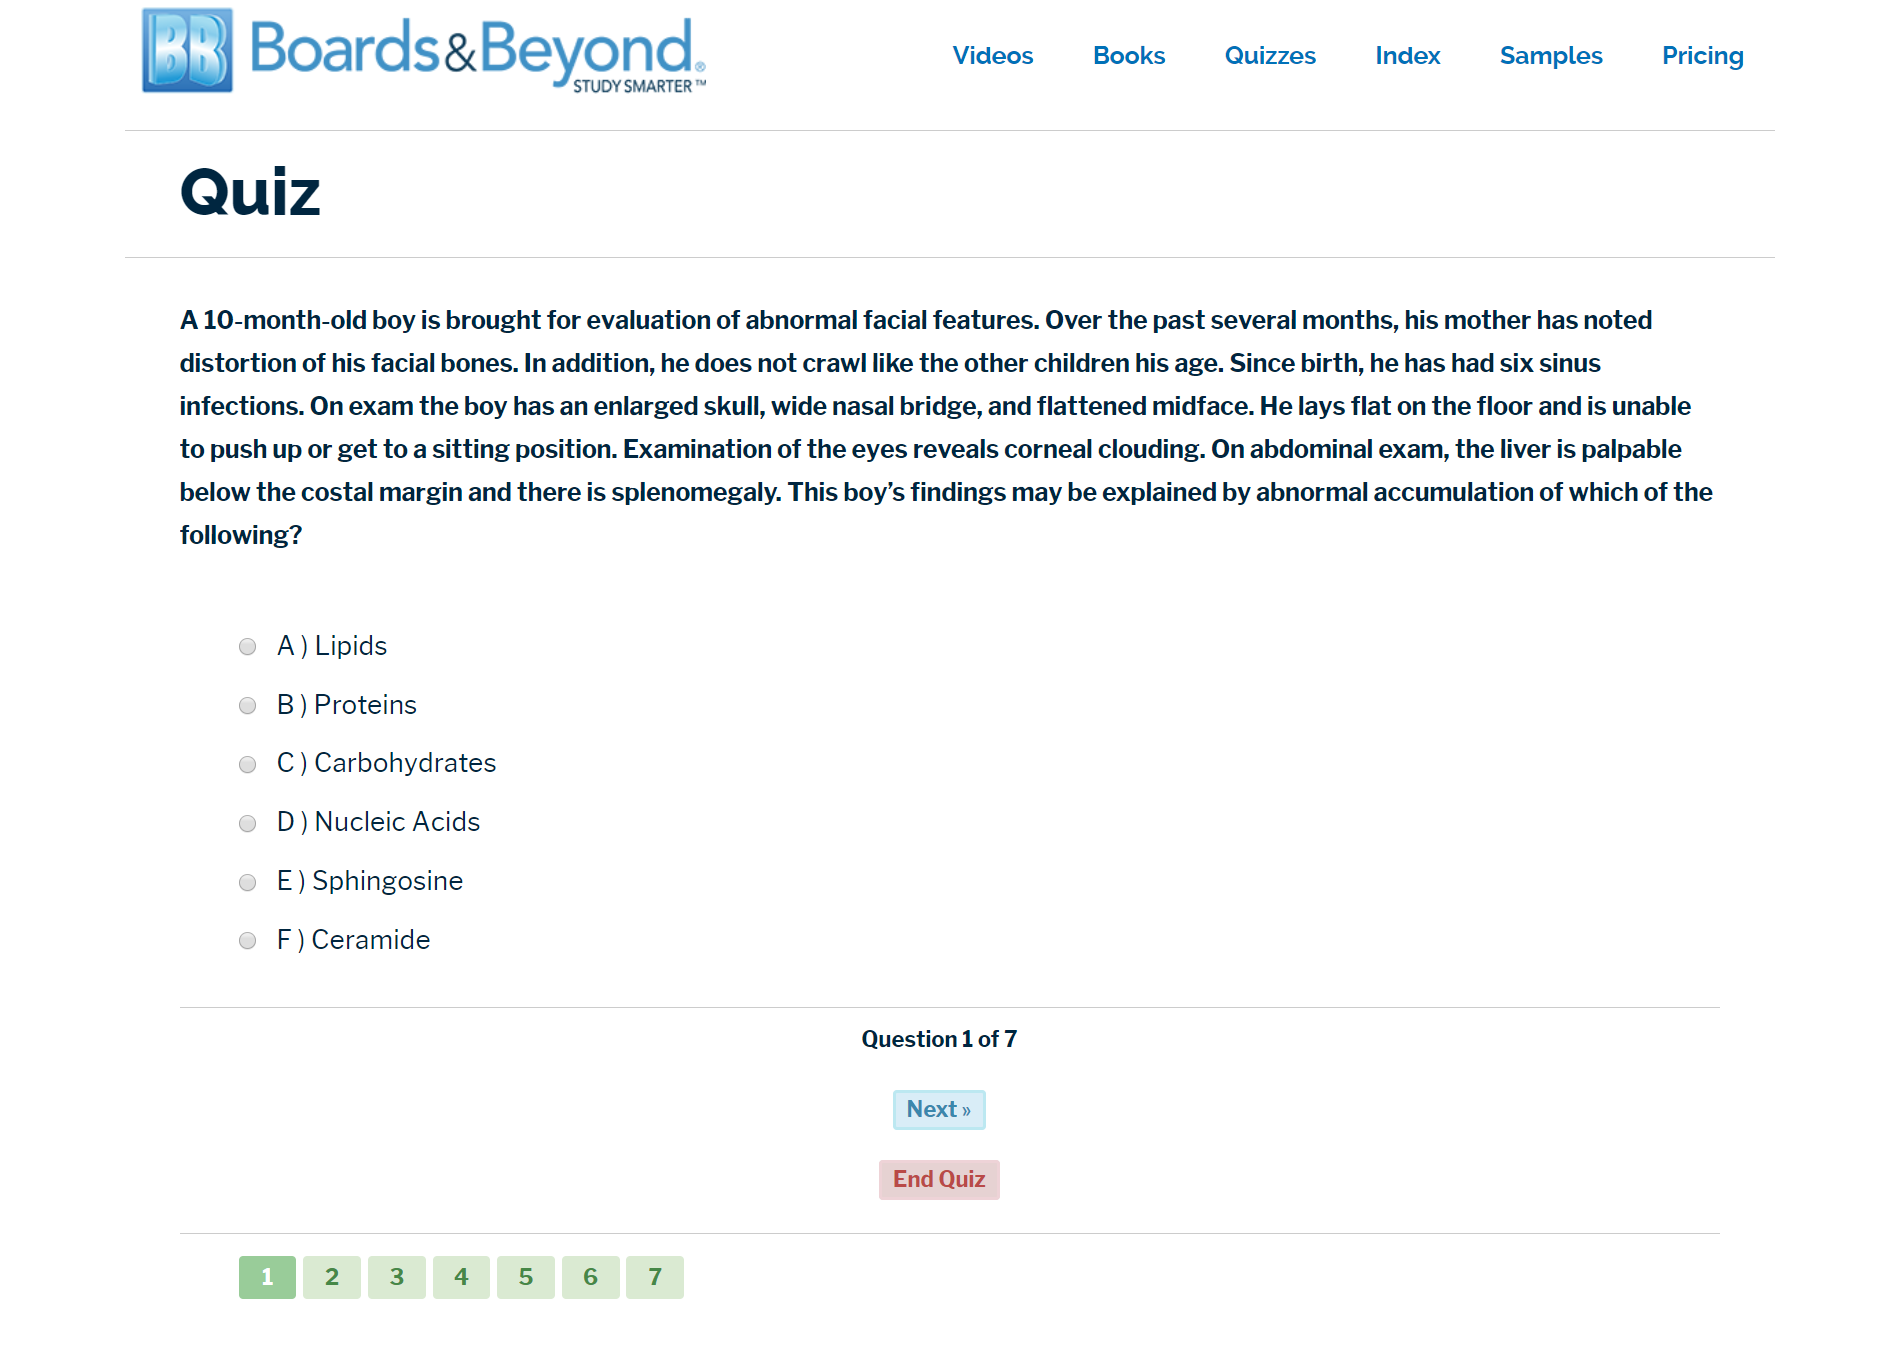 BB Boards&Beyond®
STUDY SMARTER™
Videos Books Quizzes Index Samples Pricing
Quiz
A 10-month-old boy is brought for evaluation of abnormal facial features. Over the past several months, his mother has noted
distortion of his facial bones. In addition, he does not crawl like the other children his age. Since birth, he has had six sinus
infections. On exam the boy has an enlarged skull, wide nasal bridge, and flattened midface. He lays flat on the floor and is unable
to push up or get to a sitting position. Examination of the eyes reveals corneal clouding. On abdominal exam, the liver is palpable
below the costal margin and there is splenomegaly. This boy’s findings may be explained by abnormal accumulation of which of the
following?
A ) Lipids
B ) Proteins
C ) Carbohydrates
D ) Nucleic Acids
E ) Sphingosine
F ) Ceramide
Question 1 of 7
Next »
End Quiz
1 2 3 4 5 6 7